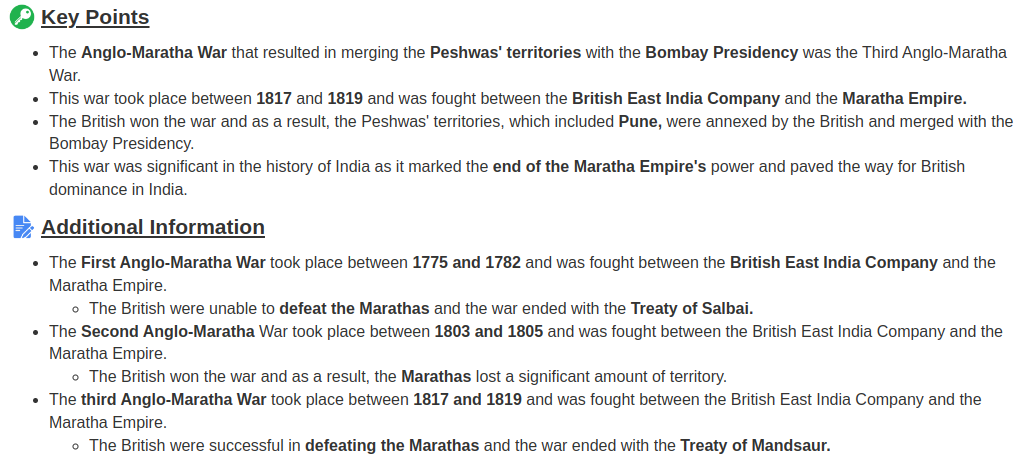 Key Points
The Anglo-Maratha War that resulted in merging the Peshwas' territories with the Bombay Presidency was the Third Anglo-Maratha
War.
This war took place between 1817 and 1819 and was fought between the British East India Company and the Maratha Empire.
The British won the war and as a result, the Peshwas' territories, which included Pune, were annexed by the British and merged with the
Bombay Presidency.
This war was significant in the history of India as it marked the end of the Maratha Empire's power and paved the way for British
dominance in India.
Additional Information
The First Anglo-Maratha War took place between 1775 and 1782 and was fought between the British East India Company and the
Maratha Empire.
The British were unable to defeat the Marathas and the war ended with the Treaty of Salbai.
The Second Anglo-Maratha War took place between 1803 and 1805 and was fought between the British East India Company and the
Maratha Empire.
The British won the war and as a result, the Marathas lost a significant amount of territory.
The third Anglo-Maratha War took place between 1817 and 1819 and was fought between the British East India Company and the
Maratha Empire.
The British were successful in defeating the Marathas and the war ended with the Treaty of Mandsaur.